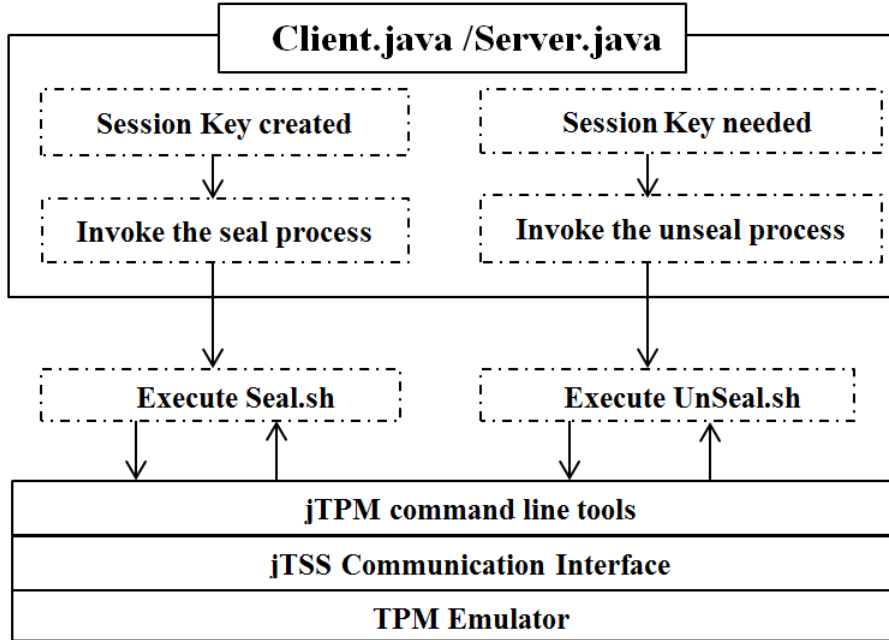 Client.java /Server.java
Session Key created
Session Key needed
Invoke the seal process
Invoke the unseal process
Execute Seal.sh
Execute UnSeal.sh
jTPM command line tools
jTSS Communication Interface
TPM Emulator